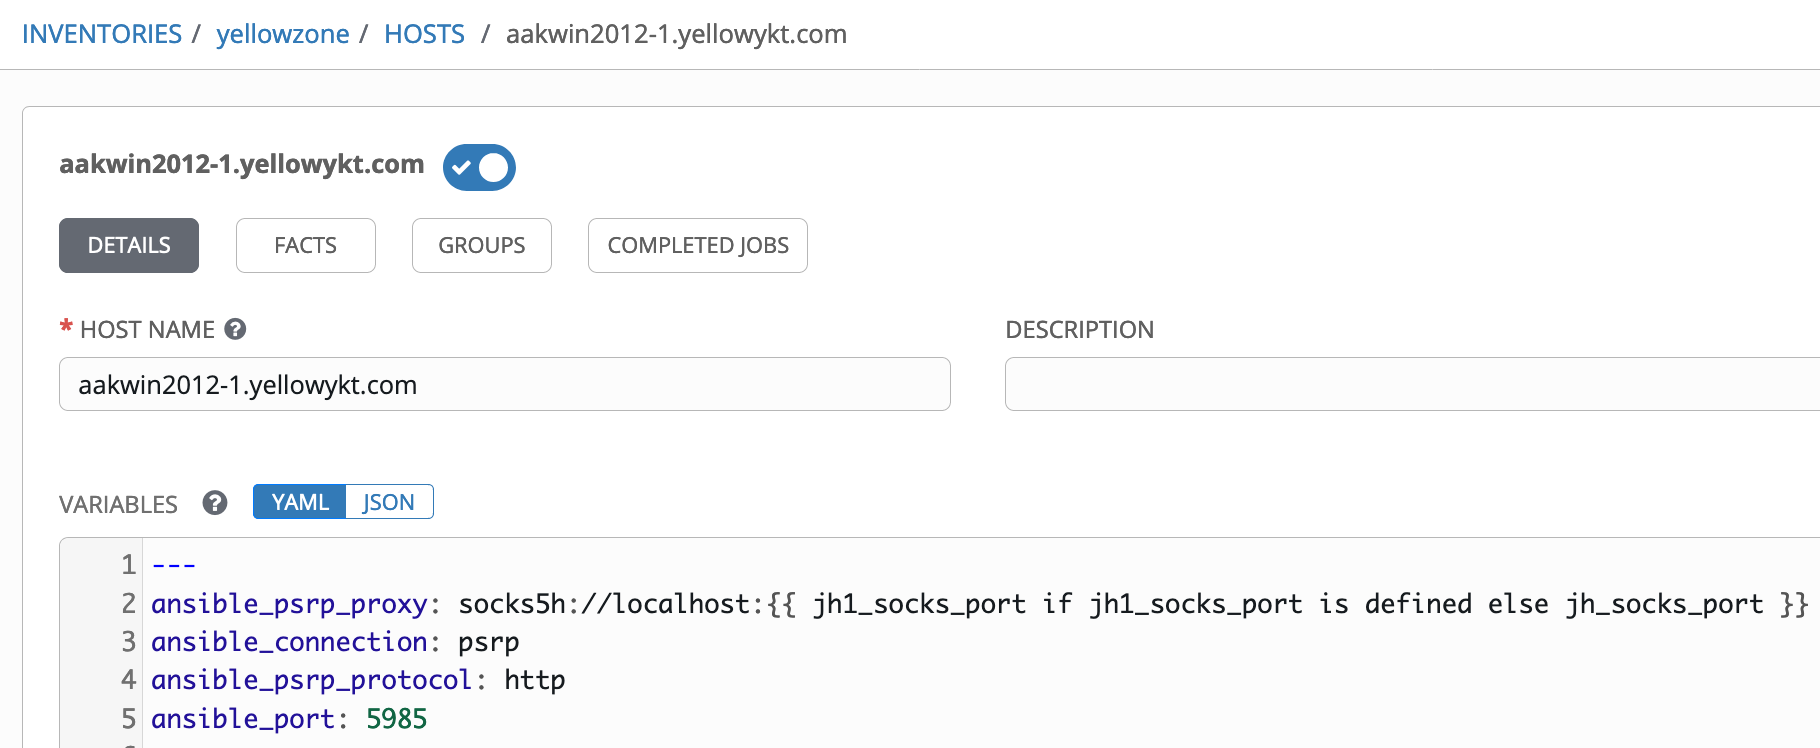 INVENTORIES / yellowzone / HOSTS / aakwin2012-1.yellowykt.com
aakwin2012-1.yellowykt.com
DETAILS FACTS GROUPS COMPLETED JOBS
* HOST NAME ?
DESCRIPTION
aakwin2012-1.yellowykt.com
VARIABLES ? YAML JSON
1 ---
2 ansible_psrp_proxy: socks5h://localhost:{{ jh1_socks_port if jh1_socks_port is defined else jh_socks_port }}
3 ansible_connection: psrp
4 ansible_psrp_protocol: http
5 ansible_port: 5985